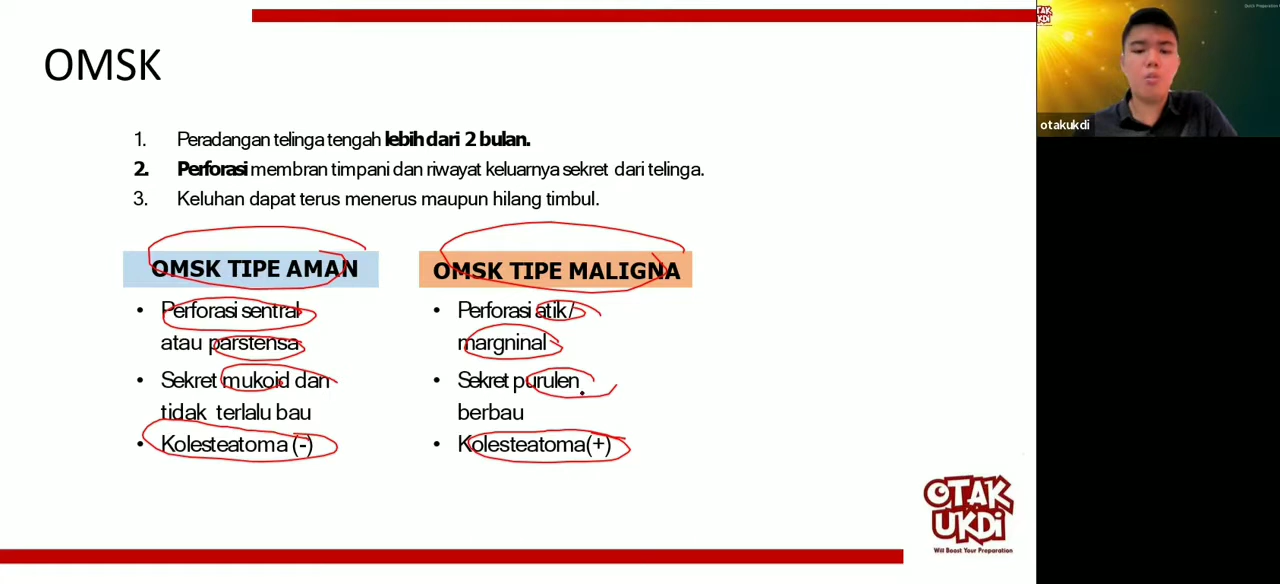 OMSK
1. Peradangan telinga tengah lebih dari 2 bulan.
2. Perforasi membran timpani dan riwayat keluarnya sekret dari telinga.
3. Keluhan dapat terus menerus maupun hilang timbul.
OMSK TIPE AMAN
• Perforasi sentral
atau parstensa
• Sekret mukoid dan
tidak terlalu bau
• Kolesteatoma (-)
OMSK TIPE MALIGNA
• Perforasi atik/
margninal
• Sekret purulen
berbau
• Kolesteatoma(+)
OTAK
UKDi
Will Boost Your Preparation
otakukdi